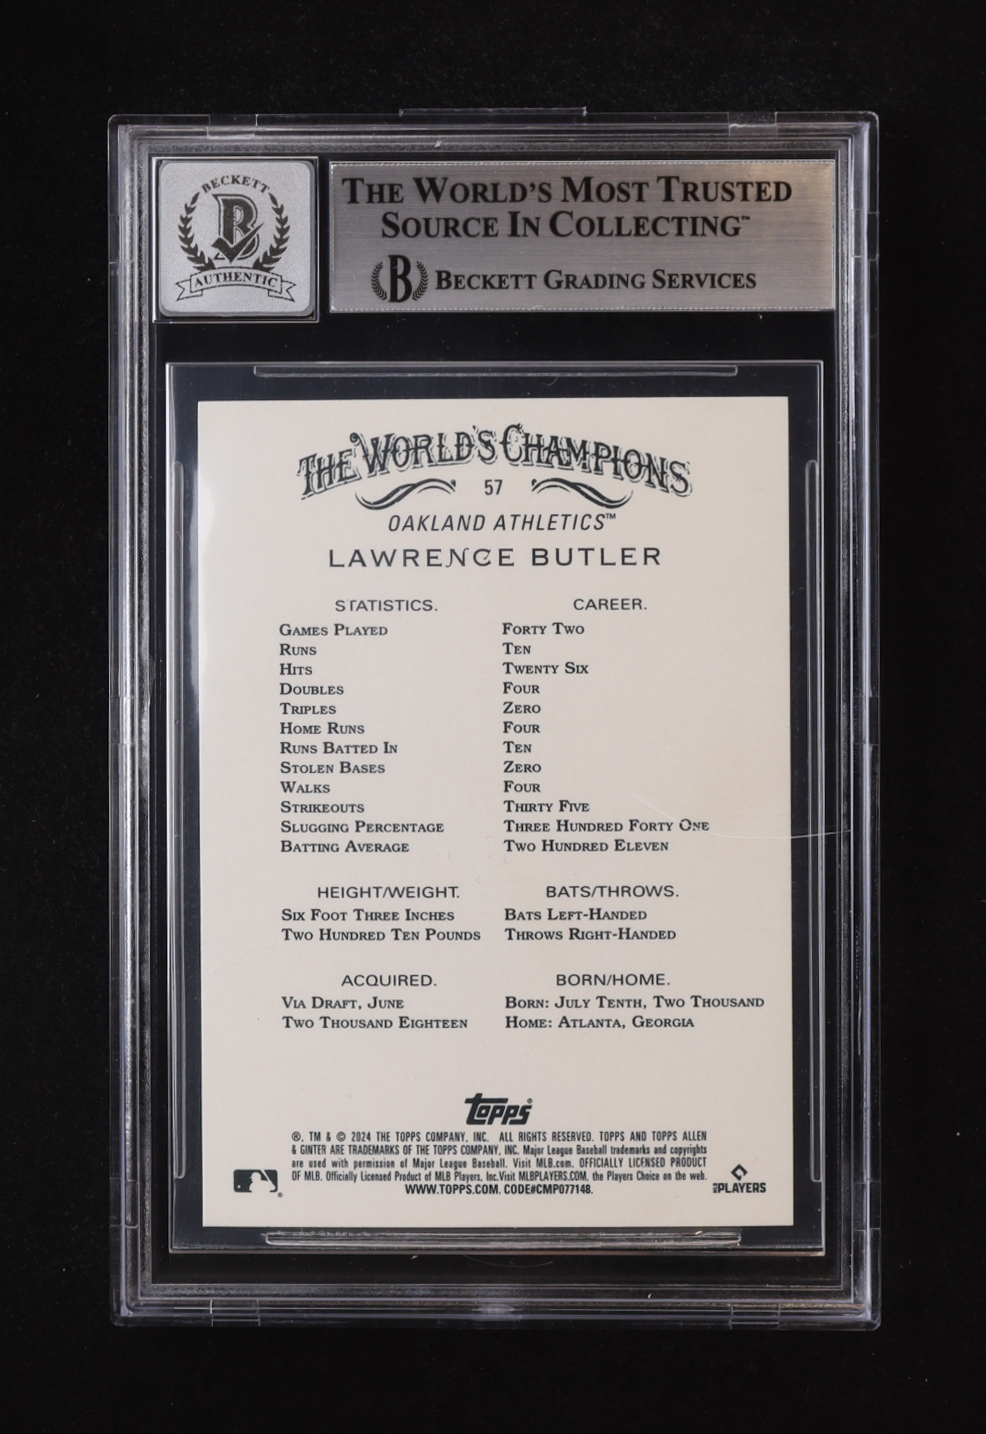 BECKETT
B
AUTHENTIC
THE WORLD'S MOST TRUSTED
SOURCE IN COLLECTING™
B BECKETT GRADING SERVICES
THE WORLD'S CHAMPIONS
57
OAKLAND ATHLETICS™
LAWRENCE BUTLER
STATISTICS. CAREER.
GAMES PLAYED FORTY TWO
RUNS TEN
HITS TWENTY SIX
DOUBLES FOUR
TRIPLES ZERO
HOME RUNS FOUR
RUNS BATTED IN TEN
STOLEN BASES ZERO
WALKS FOUR
STRIKEOUTS THIRTY FIVE
SLUGGING PERCENTAGE THREE HUNDRED FORTY ONE
BATTING AVERAGE TWO HUNDRED ELEVEN
HEIGHT/WEIGHT. BATS/THROWS.
SIX FOOT THREE INCHES BATS LEFT-HANDED
TWO HUNDRED TEN POUNDS THROWS RIGHT-HANDED
ACQUIRED. BORN/HOME.
VIA DRAFT, JUNE BORN: JULY TENTH, TWO THOUSAND
TWO THOUSAND EIGHTEEN HOME: ATLANTA, GEORGIA
Topps®
®, TM & © 2024 THE TOPPS COMPANY, INC. ALL RIGHTS RESERVED. TOPPS AND TOPPS ALLEN
& GINTER ARE TRADEMARKS OF THE TOPPS COMPANY, INC. Major League Baseball trademarks and copyrights
are used with permission of Major League Baseball. Visit MLB.com. OFFICIALLY LICENSED PRODUCT
OF MLB. Officially Licensed Product of MLB Players, Inc.Visit MLBPLAYERS.COM, the Players Choice on the web.
WWW.TOPPS.COM. CODE#CMP077148.
MLB PLAYERS